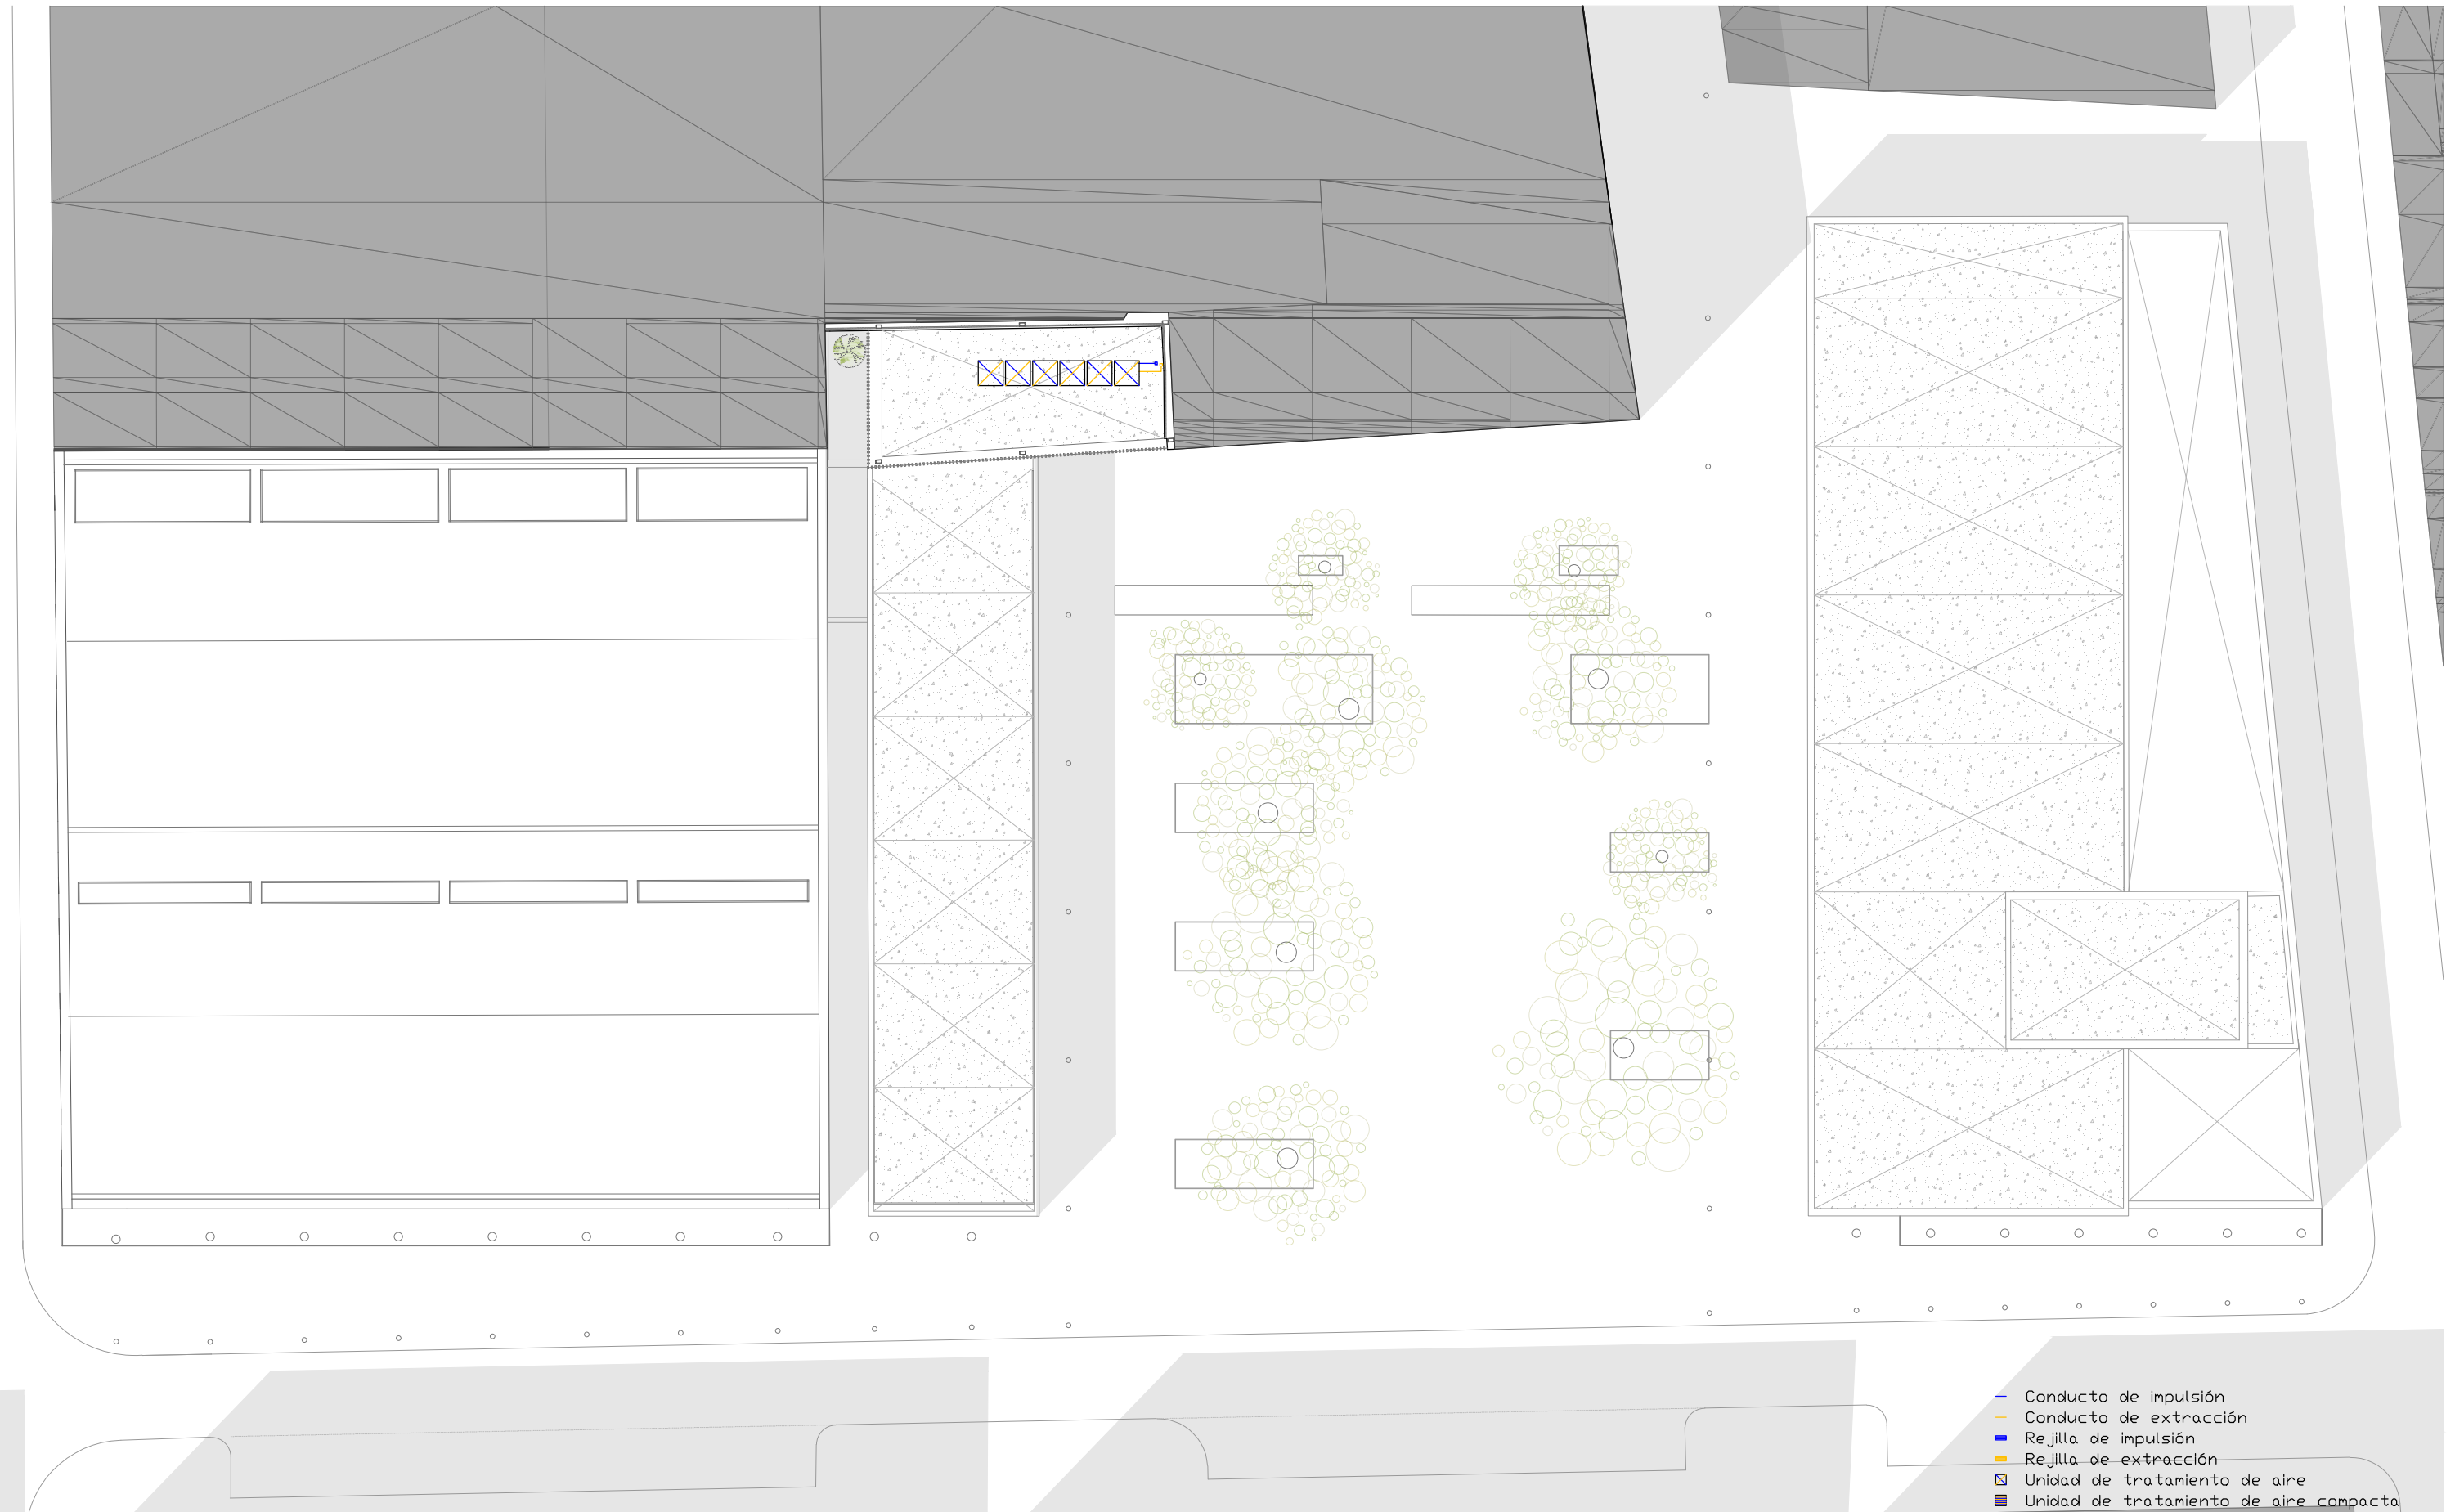 Conducto de impulsión
Conducto de extracción
Rejilla de impulsión
Rejilla de extracción
Unidad de tratamiento de aire
Unidad de tratamiento de aire compacta